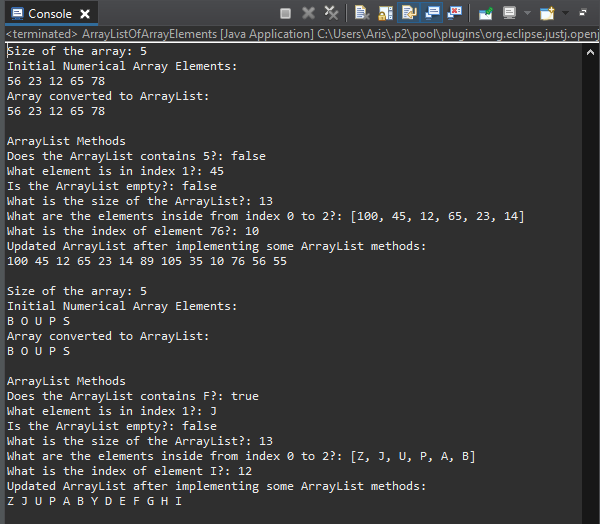 Console
<terminated> ArrayListOfArrayElements [Java Application] C:\Users\Aris\.p2\pool\plugins\org.eclipse.justj.openj
Size of the array: 5
Initial Numerical Array Elements:
56 23 12 65 78
Array converted to ArrayList:
56 23 12 65 78

ArrayList Methods
Does the ArrayList contains 5?: false
What element is in index 1?: 45
Is the ArrayList empty?: false
What is the size of the ArrayList?: 13
What are the elements inside from index 0 to 2?: [100, 45, 12, 65, 23, 14]
What is the index of element 76?: 10
Updated ArrayList after implementing some ArrayList methods:
100 45 12 65 23 14 89 105 35 10 76 56 55

Size of the array: 5
Initial Numerical Array Elements:
B O U P S
Array converted to ArrayList:
B O U P S

ArrayList Methods
Does the ArrayList contains F?: true
What element is in index 1?: J
Is the ArrayList empty?: false
What is the size of the ArrayList?: 13
What are the elements inside from index 0 to 2?: [Z, J, U, P, A, B]
What is the index of element I?: 12
Updated ArrayList after implementing some ArrayList methods:
Z J U P A B Y D E F G H I